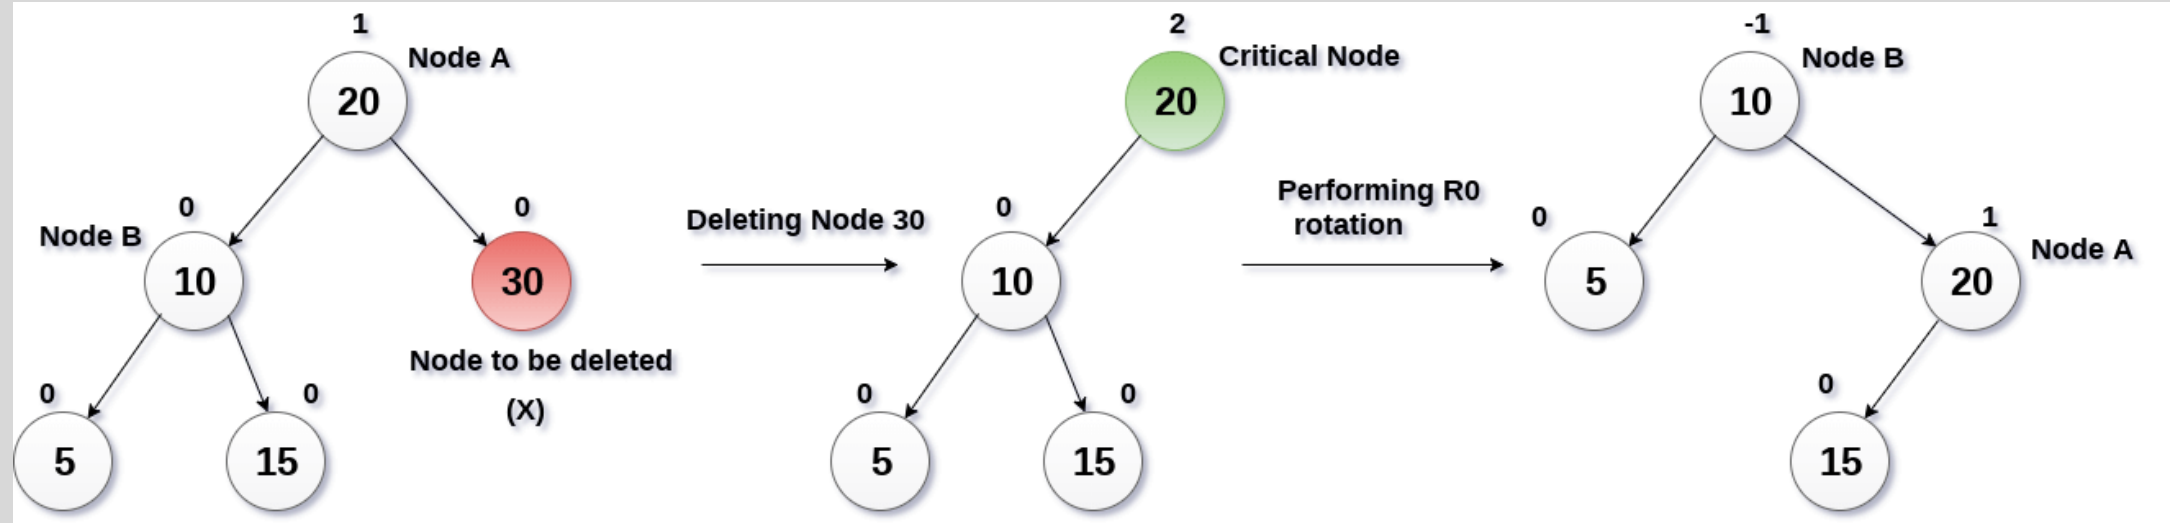 1
Node A
20
0
Node B
10
0
30
Node to be deleted
(X)
0
5
0
15
Deleting Node 30
2
Critical Node
20
0
10
0
5
0
15
Performing R0
rotation
-1
Node B
10
0
5
1
Node A
20
0
15